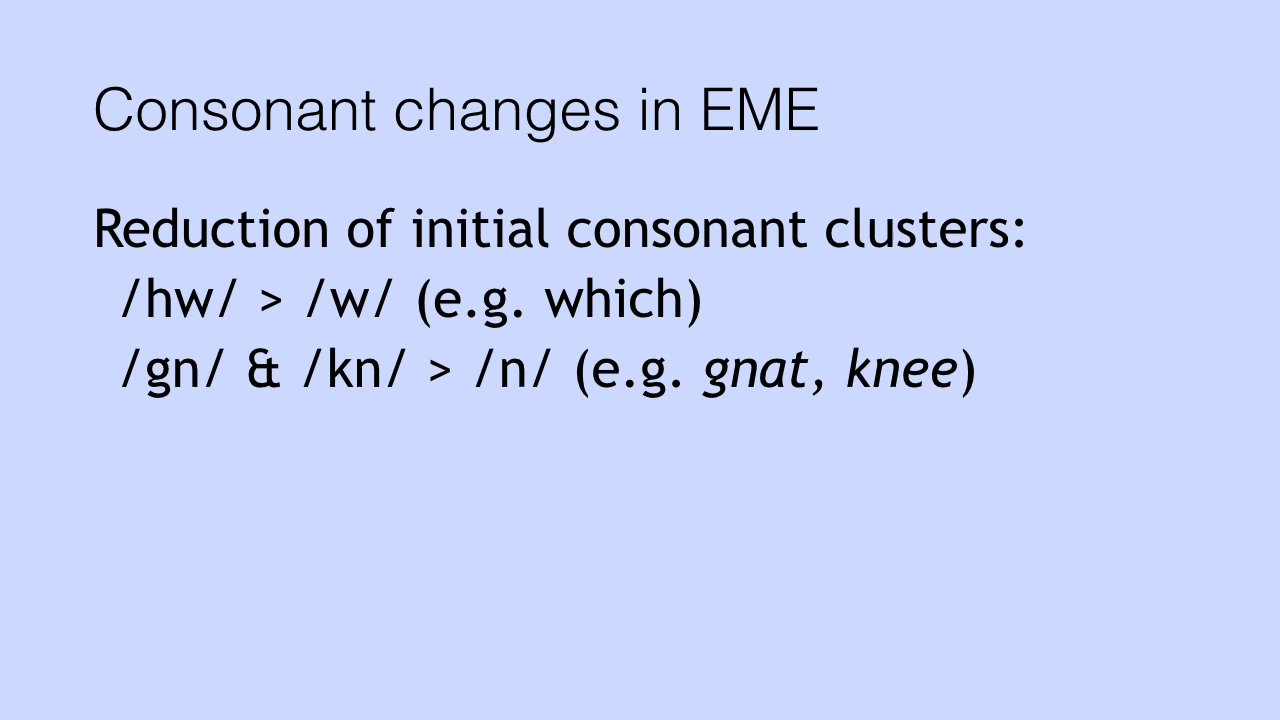 Consonant changes in EME
Reduction of initial consonant clusters:
/hw/ > /w/ (e.g. which)
/gn/ & /kn/ > /n/ (e.g. gnat, knee)